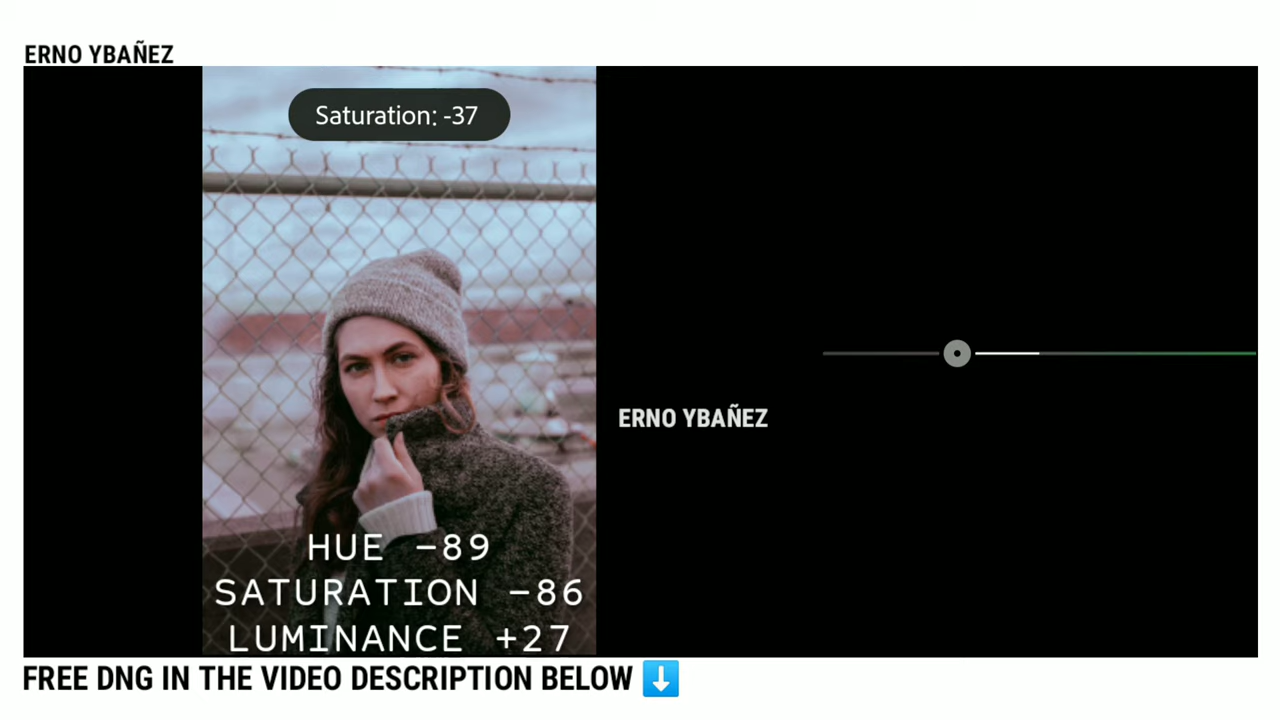 ERNO YBAÑEZ
Saturation: -37
ERNO YBAÑEZ
HUE -89
SATURATION -86
LUMINANCE +27
FREE DNG IN THE VIDEO DESCRIPTION BELOW ⬇️